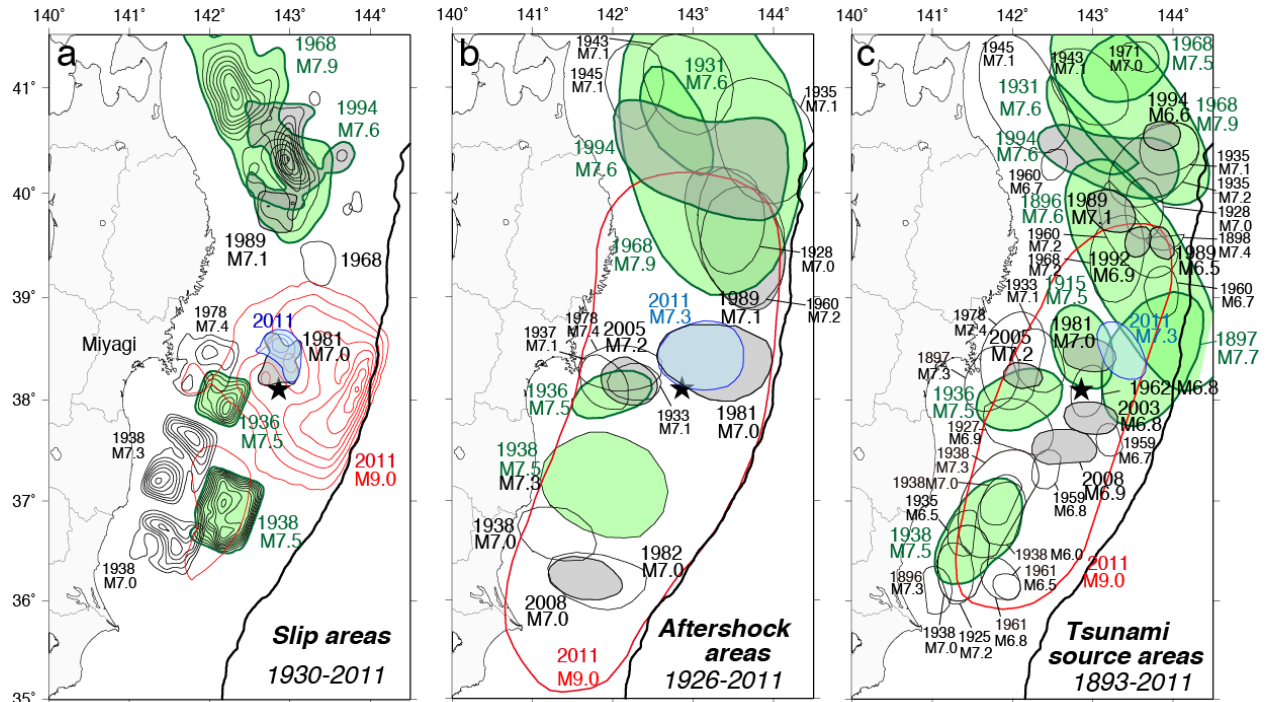 140° 141° 142° 143° 144°
41°
40°
39°
38°
37°
36°
35°
a
1968
M7.9
1994
M7.6
1989
M7.1
1968
1978
M7.4
2011
1981
M7.0
Miyagi
1936
M7.5
1938
M7.3
2011
M9.0
1938
M7.5
1938
M7.0
Slip areas
1930-2011
140° 141° 142° 143° 144°
b
1943
M7.1
1945
M7.1
1931
M7.6
1935
M7.1
1994
M7.6
1968
M7.9
1928
M7.0
2011
M7.3
1989
M7.1
1960
M7.2
1978
M7.4
1937
M7.1
2005
M7.2
1936
M7.5
1933
M7.1
1981
M7.0
1938
M7.5
M7.3
1938
M7.0
1982
M7.0
2008
M7.0
2011
M9.0
Aftershock
areas
1926-2011
140° 141° 142° 143° 144°
c
1945
M7.1
1943
M7.1
1971
M7.0
1968
M7.5
1931
M7.6
1994
M6.6
1968
M7.9
1994
M7.6
1935
M7.1
1960
M6.7
1935
M7.2
1896
M7.6
1989
M7.1
1928
M7.0
1960
M7.2
1898
M7.4
1968
M7.2
1992
M6.9
1989
M6.5
1933
M7.1
1915
M7.5
1960
M6.7
1978
M7.4
2005
M7.2
1981
M7.0
2011
M7.3
1897
M7.7
1897
M7.3
1936
M7.5
1962 M6.8
2003
M6.8
1927
M6.9
1959
M6.7
1938
M7.3
2008
M6.9
1938
M7.0
1959
M6.8
1935
M6.5
1938
M7.5
1938 M6.0
1961
M6.5
2011
M9.0
1896
M7.3
1938
M7.0
1925
M7.2
1961
M6.8
Tsunami
source areas
1893-2011